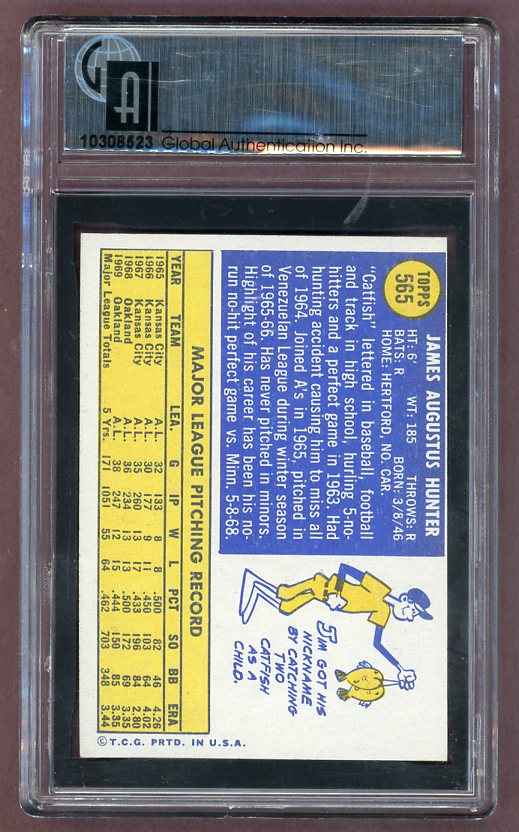 GA
10308523 Global Authentication Inc.
TOPPS
565
JAMES AUGUSTUS HUNTER
HT: 6' WT: 185 THROWS: R
BATS: R BORN: 3/8/46
HOME: HERTFORD, NO. CAR.
"Catfish" lettered in baseball, football
and track in high school, hurling 5-no-
hitters and a perfect game in 1963. Had
hunting accident causing him to miss all
of 1964. Joined A's in 1965, pitched in
Venezuelan League during winter season
of 1965-66. Has never pitched in minors.
Highlight of his career has been his no-
run no-hit perfect game vs. Minn. 5-8-68.
JIM GOT HIS
NICKNAME
BY CATCHING
TWO
CATFISH
AS A
CHILD.
MAJOR LEAGUE PITCHING RECORD
YEAR TEAM LEA. G IP W L PCT SO BB ERA
1965 Kansas City A.L. 32 133 8 8 .500 82 46 4.26
1966 Kansas City A.L. 30 177 9 11 .450 103 64 4.02
1967 Kansas City A.L. 35 260 13 17 .433 196 84 2.80
1968 Oakland A.L. 36 234 13 13 .500 172 69 3.35
1969 Oakland A.L. 38 247 12 15 .444 150 85 3.35
Major League Totals 5 Yrs. 171 1051 55 64 .462 703 348 3.44
© T.C.G. PRTD. IN U.S.A.